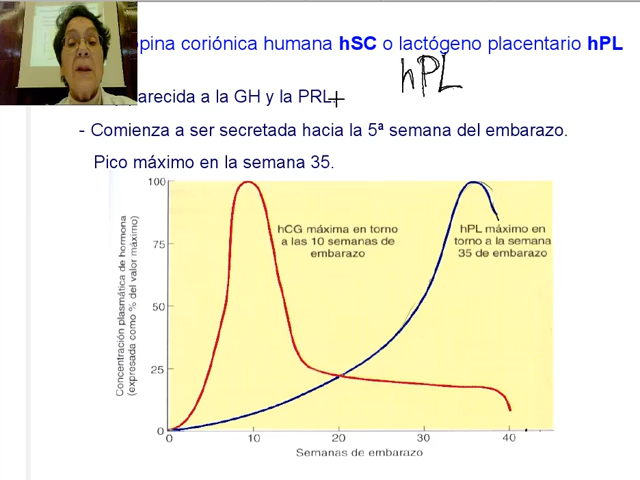 opina coriónica humana hSC o lactógeno placentario hPL
hPL
arecida a la GH y la PRL.
- Comienza a ser secretada hacia la 5ª semana del embarazo.
Pico máximo en la semana 35.
100
75
50
25
0
Concentración plasmática de hormona
(expresada como % del valor máximo)
hCG máxima en torno
a las 10 semanas de
embarazo
hPL máximo en
torno a la semana
35 de embarazo
0 10 20 30 40
Semanas de embarazo